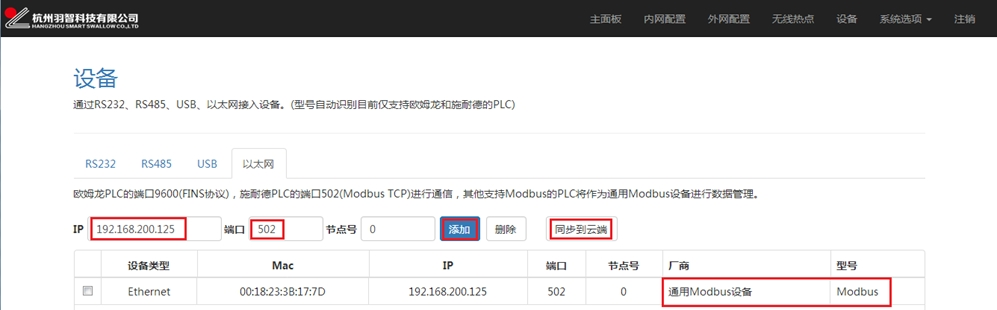 杭州羽智科技有限公司
HANGZHOU SMART SWALLOW CO.,LTD
主面板 内网配置 外网配置 无线热点 设备 系统选项 注销
设备
通过RS232、RS485、USB、以太网接入设备。(型号自动识别目前仅支持欧姆龙和施耐德的PLC)
RS232 RS485 USB 以太网
欧姆龙PLC的端口9600(FINS协议)，施耐德PLC的端口502(Modbus TCP)进行通信，其他支持Modbus的PLC将作为通用Modbus设备进行数据管理。
IP 192.168.200.125 端口 502 节点号 0 添加 删除 同步到云端
设备类型 Mac IP 端口 节点号 厂商 型号
Ethernet 00:18:23:3B:17:7D 192.168.200.125 502 0 通用Modbus设备 Modbus